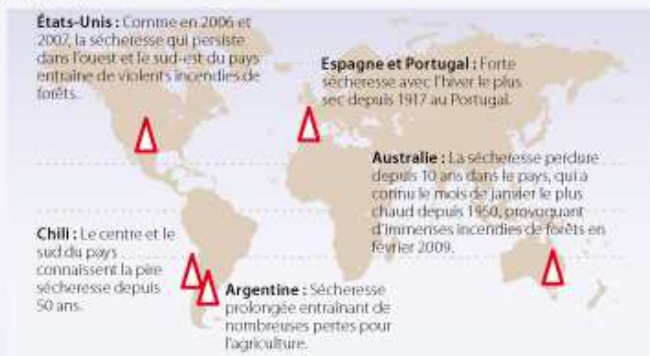 États-Unis : Comme en 2006 et
2007, la sécheresse qui persiste
dans l'ouest et le sud-est du pays
entraîne de violents incendies de
forêts.
Espagne et Portugal : Forte
sécheresse avec l'hiver le plus
sec depuis 1917 au Portugal.
Australie : La sécheresse perdure
depuis 10 ans dans le pays, qui a
connu le mois de janvier le plus
chaud depuis 1950, provoquant
d'immenses incendies de forêts en
février 2009.
Chili : Le centre et le
sud du pays
connaissent la pire
sécheresse depuis
50 ans.
Argentine : Sécheresse
prolongée entraînant de
nombreuses pertes pour
l'agriculture.